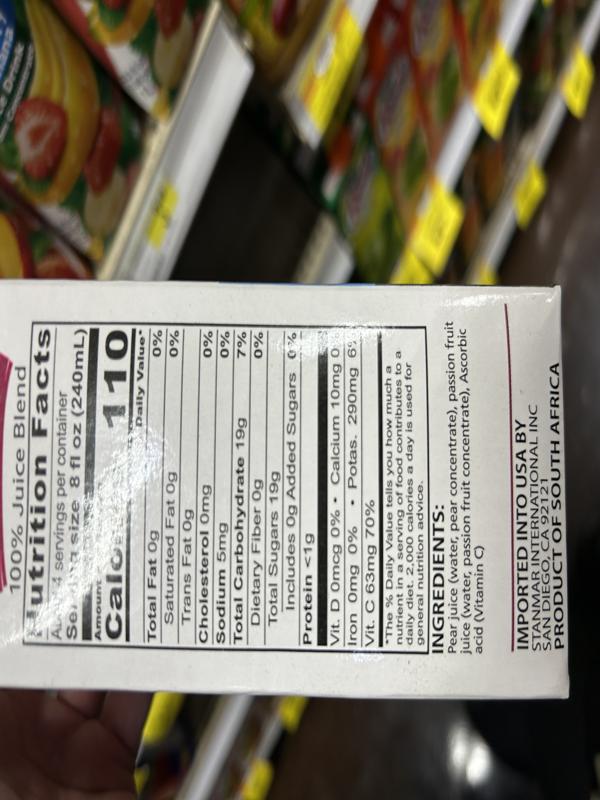 100% Juice Blend
Nutrition Facts
4 servings per container
size 8 fl oz (240mL)
Amount
110
Daily Value*
Total Fat 0g 0%
Saturated Fat 0g 0%
Trans Fat 0g
Cholesterol 0mg 0%
Sodium 5mg 0%
Total Carbohydrate 19g 7%
Dietary Fiber 0g 0%
Total Sugars 19g
Includes 0g Added Sugars 0%
Protein <1g
Vit. D 0mcg 0% • Calcium 10mg 0
Iron 0mg 0% • Potas. 290mg 6%
Vit. C 63mg 70%
*The % Daily Value tells you how much a
nutrient in a serving of food contributes to a
daily diet. 2,000 calories a day is used for
general nutrition advice.
INGREDIENTS:
Pear juice (water, pear concentrate), passion fruit
juice (water, passion fruit concentrate), Ascorbic
acid (Vitamin C)
IMPORTED INTO USA BY
STANMAR INTERNATIONAL INC
SAN DIEGO, CA 92121
PRODUCT OF SOUTH AFRICA
Drink